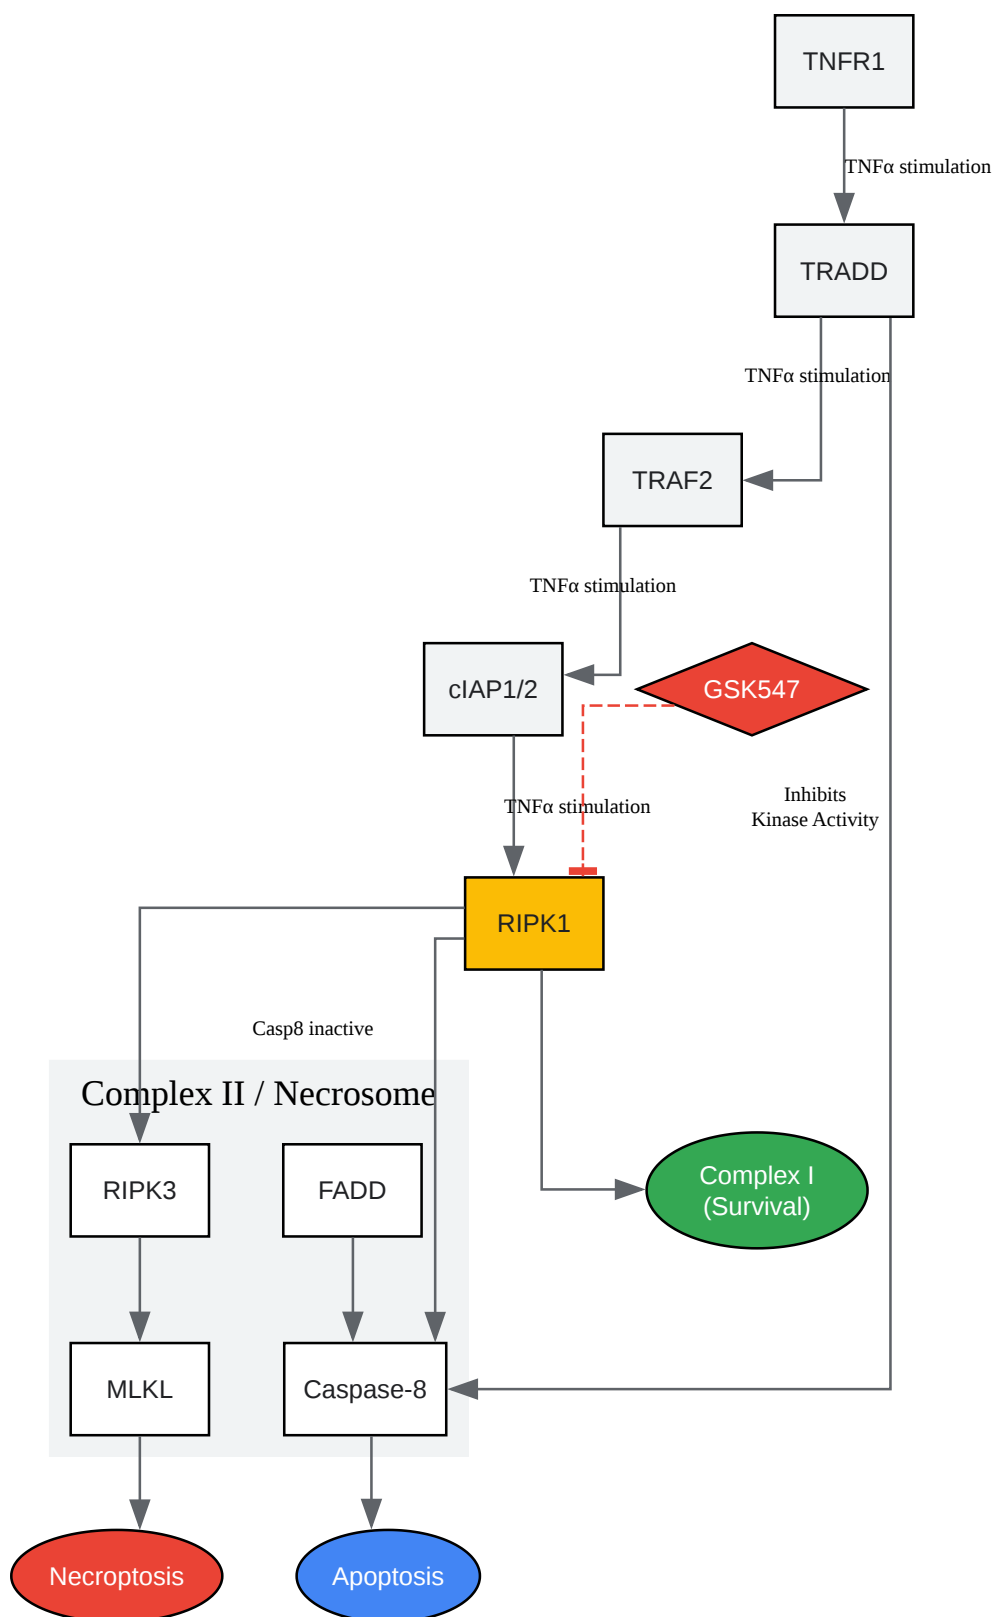 TNFR1
TNFα stimulation
TRADD
TNFα stimulation
TRAF2
TNFα stimulation
cIAP1/2
GSK547
TNFα stimulation
Inhibits
Kinase Activity
RIPK1
Casp8 inactive
Complex II / Necrosome
RIPK3
FADD
Complex I
(Survival)
MLKL
Caspase-8
Necroptosis
Apoptosis